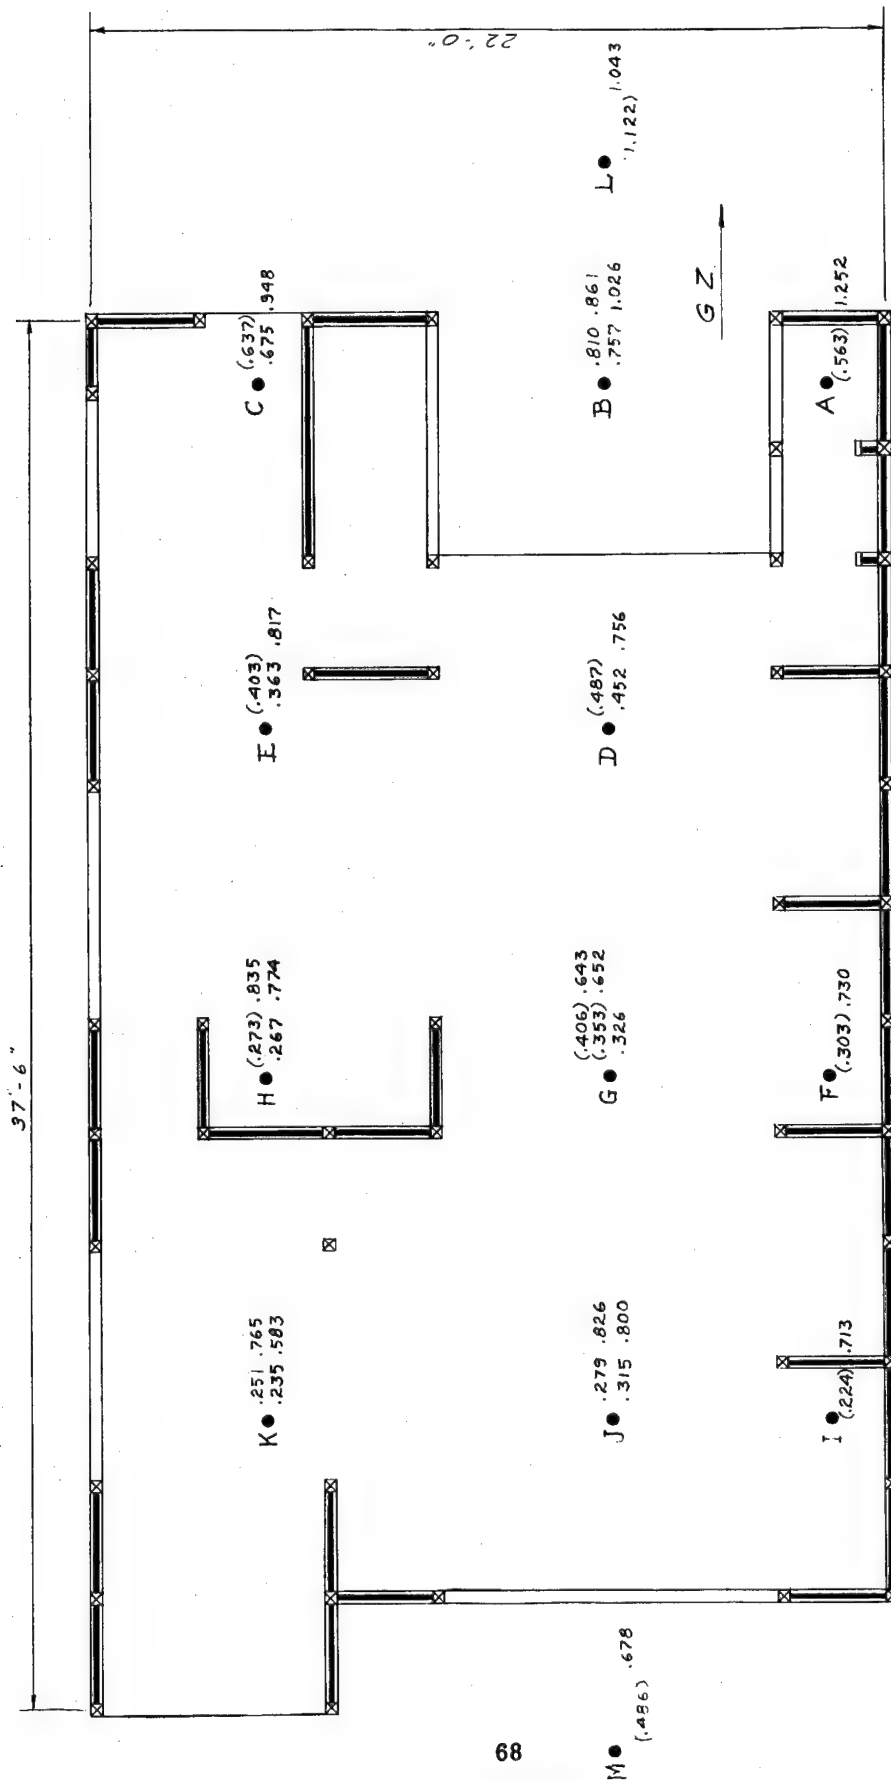 37'-6"
22'-0"
C (.637)
.675 .948
B .810 .861
.757 1.026
L 1.122) 1.043
GZ
A (.563) 1.252
E (.403)
.363 .817
D (.487)
.452 .756
H (.273) .835
.267 .774
G (.406) .643
(.353) .652
.326
F (.303) .730
K .251 .765
.235 .583
J .279 .826
.315 .800
I (.224) .713
M (.486) .678
68